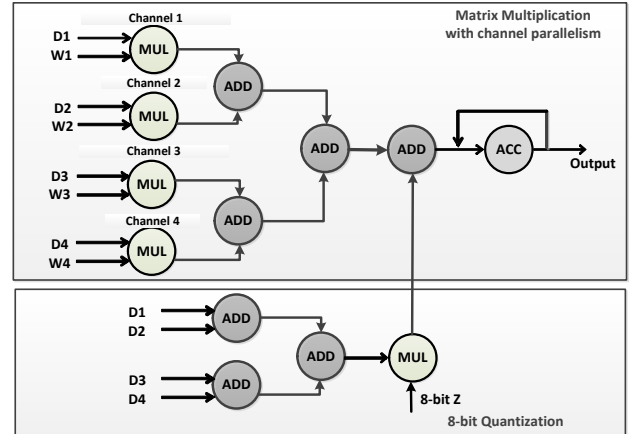 Channel 1
Matrix Multiplication
with channel parallelism
D1
W1
MUL
ADD
Channel 2
D2
W2
MUL
ADD
ADD
ACC
Output
Channel 3
D3
W3
MUL
ADD
Channel 4
D4
W4
MUL
D1
D2
ADD
ADD
MUL
D3
D4
ADD
8-bit Z
8-bit Quantization